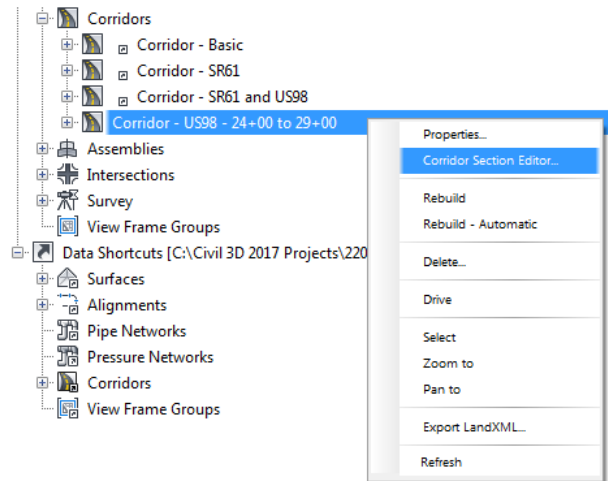 Corridors
Corridor - Basic
Corridor - SR61
Corridor - SR61 and US98
Corridor - US98 - 24+00 to 29+00
Assemblies
Intersections
Survey
View Frame Groups
Data Shortcuts [C:\Civil 3D 2017 Projects\220
Surfaces
Alignments
Pipe Networks
Pressure Networks
Corridors
View Frame Groups
Properties...
Corridor Section Editor...
Rebuild
Rebuild - Automatic
Delete...
Drive
Select
Zoom to
Pan to
Export LandXML...
Refresh